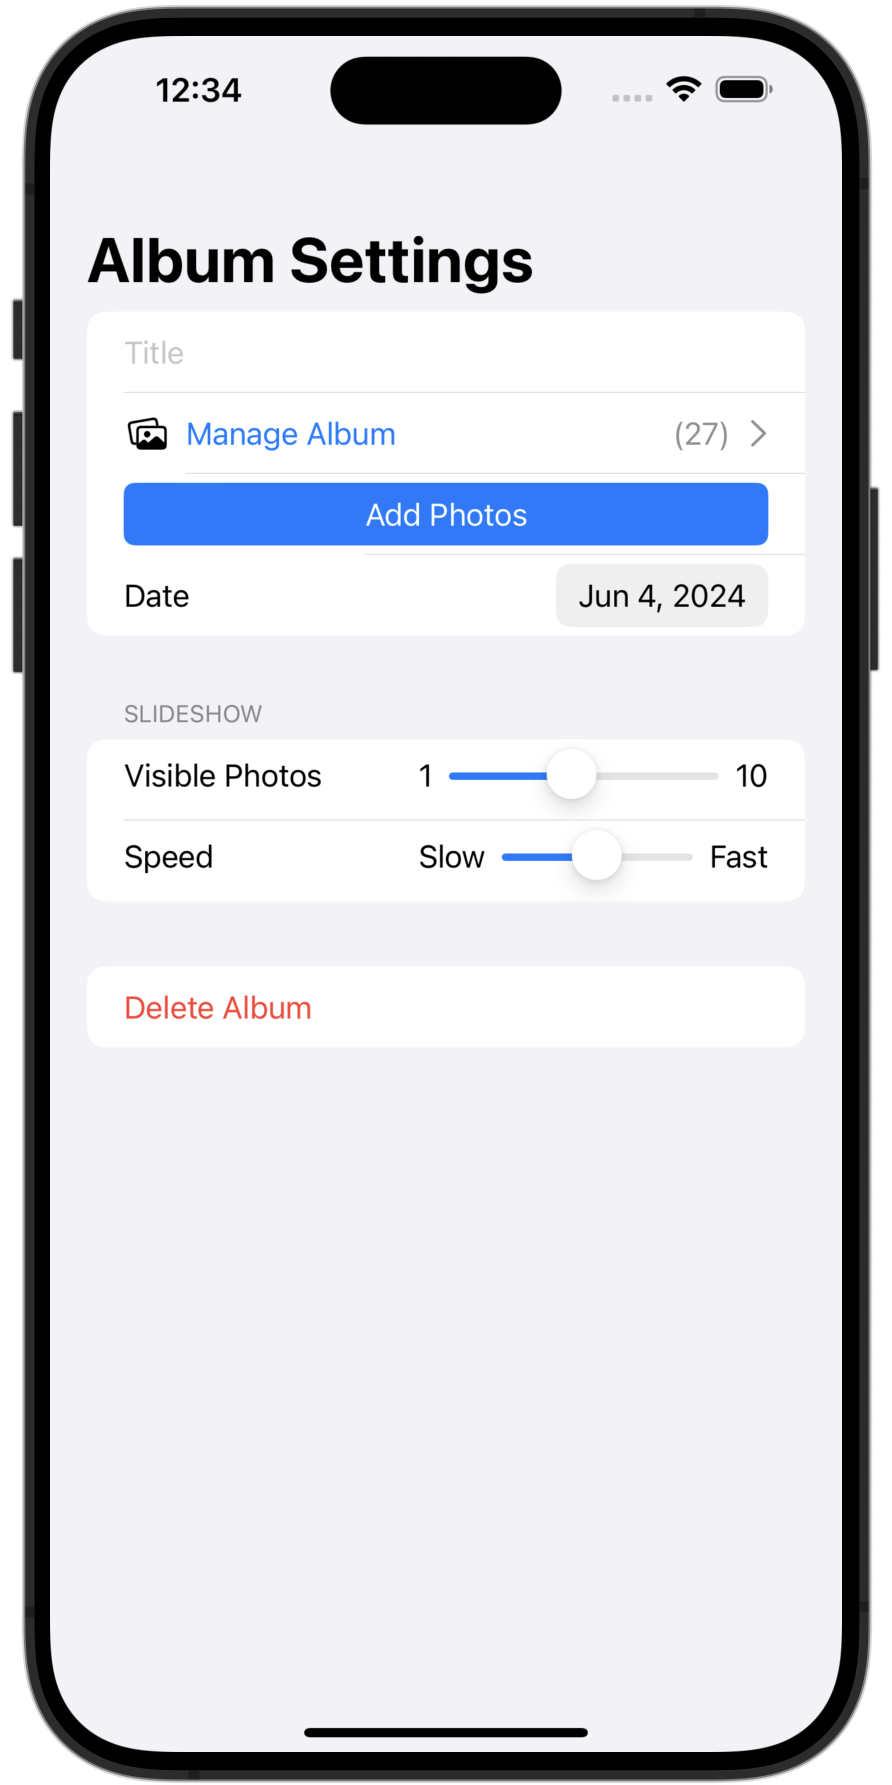 12:34
Album Settings
Title
Manage Album (27)
Add Photos
Date Jun 4, 2024
SLIDESHOW
Visible Photos 1 10
Speed Slow Fast
Delete Album